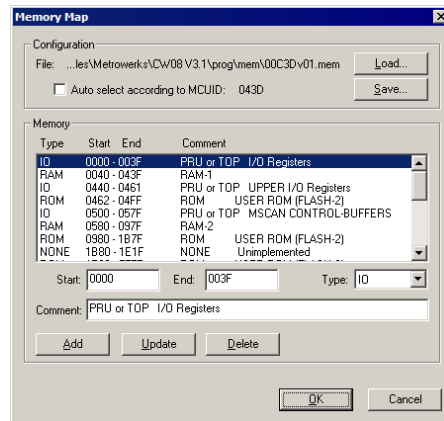 Memory Map
Configuration
File: ...les\Metrowerks\CW08 V3.1\prog\mem\00C3Dv01.mem
Load...
Auto select according to MCUID: 043D
Save...
Memory
Type Start End Comment
IO 0000 - 003F PRU or TOP I/O Registers
RAM 0040 - 043F RAM-1
IO 0440 - 0461 PRU or TOP UPPER I/O Registers
ROM 0462 - 04FF ROM USER ROM (FLASH-2)
IO 0500 - 057F PRU or TOP MSCAN CONTROL-BUFFERS
RAM 0580 - 097F RAM-2
ROM 0980 - 1B7F ROM USER ROM (FLASH-2)
NONE 1B80 - 1E1F NONE Unimplemented
Start: 0000 End: 003F Type: IO
Comment: PRU or TOP I/O Registers
Add Update Delete
OK Cancel